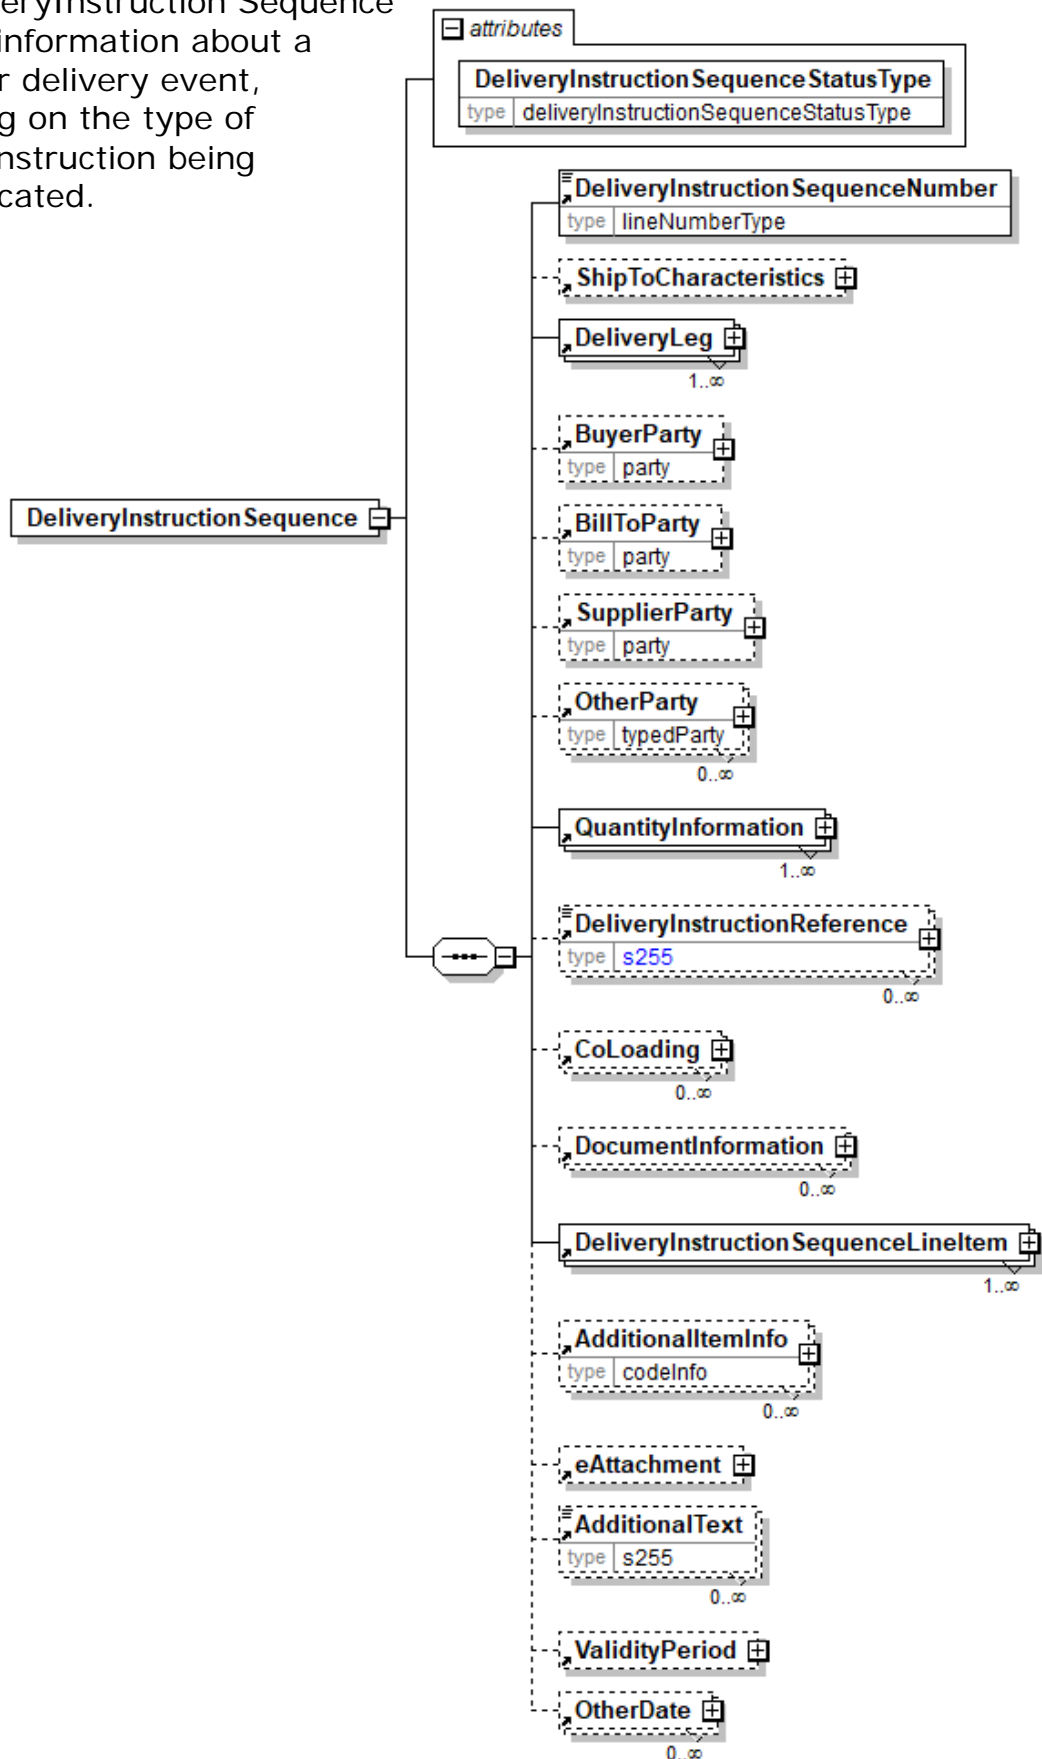 eryInstruction Sequence
information about a
r delivery event,
g on the type of
nstruction being
cated.
attributes
DeliveryInstructionSequenceStatusType
type deliveryInstructionSequenceStatusType
DeliveryInstructionSequenceNumber
type lineNumberType
ShipToCharacteristics
DeliveryLeg
1..∞
BuyerParty
type party
DeliveryInstructionSequence
BillToParty
type party
SupplierParty
type party
OtherParty
type typedParty
0..∞
QuantityInformation
1..∞
DeliveryInstructionReference
type s255
0..∞
CoLoading
0..∞
DocumentInformation
0..∞
DeliveryInstructionSequenceLineItem
1..∞
AdditionalItemInfo
type codeInfo
0..∞
eAttachment
AdditionalText
type s255
0..∞
ValidityPeriod
OtherDate
0..∞